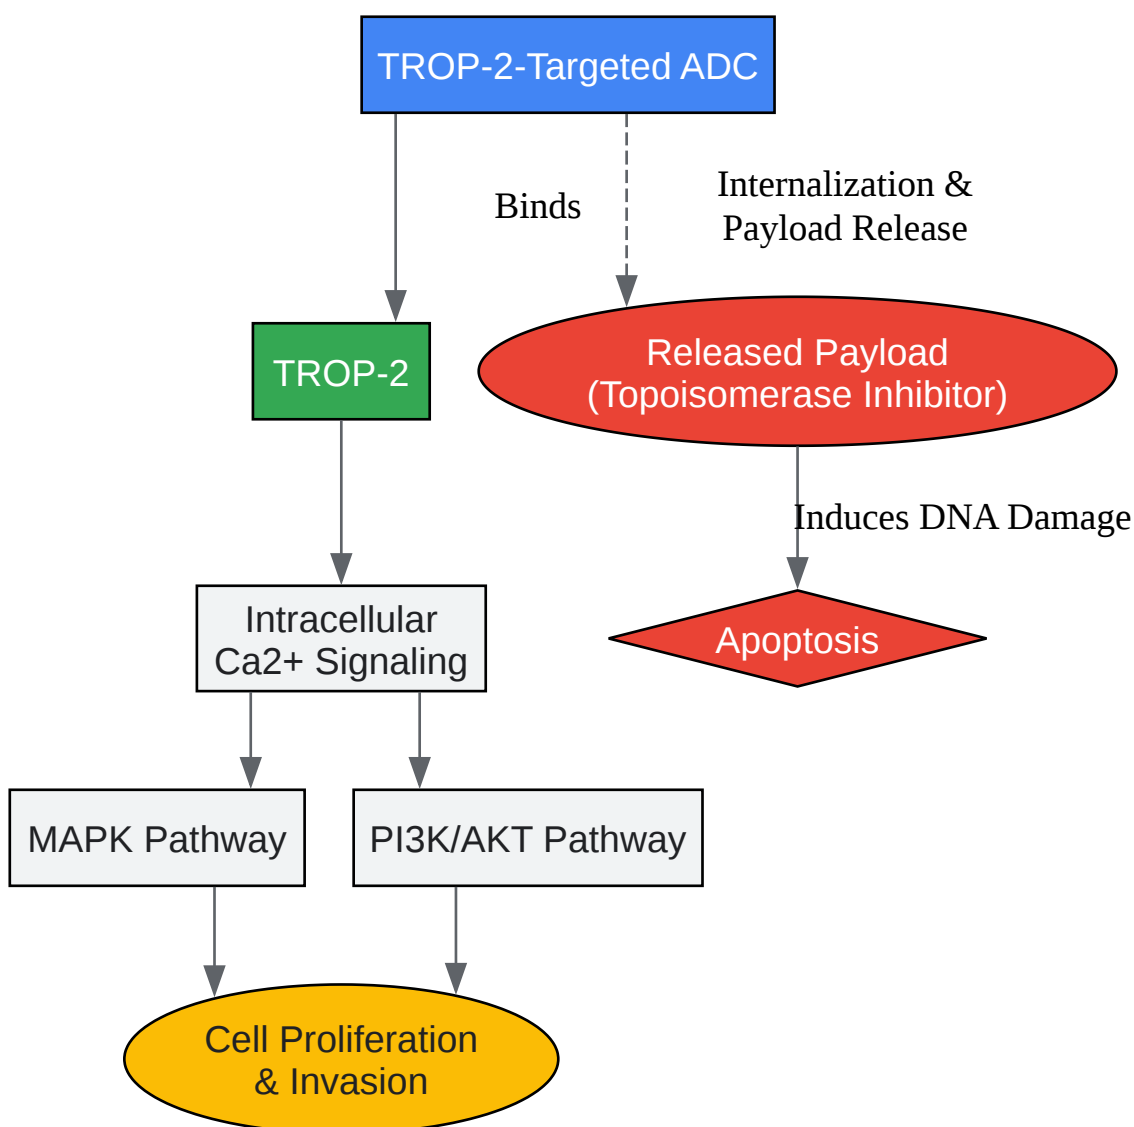 TROP-2-Targeted ADC
Binds
Internalization &
Payload Release
TROP-2
Released Payload
(Topoisomerase Inhibitor)
Induces DNA Damage
Intracellular
Ca2+ Signaling
Apoptosis
MAPK Pathway
PI3K/AKT Pathway
Cell Proliferation
& Invasion